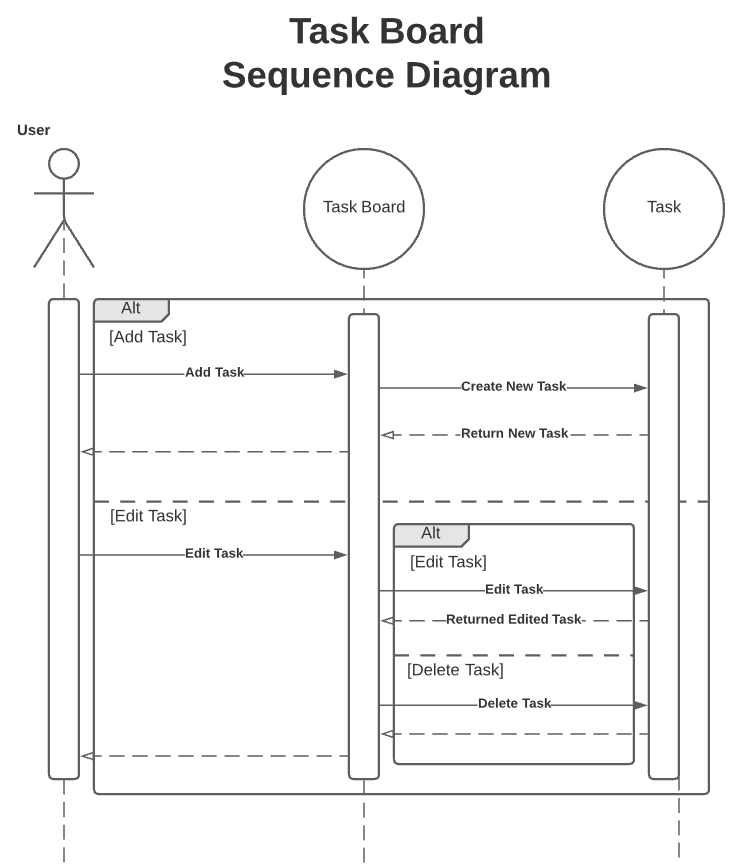 Task Board
Sequence Diagram
User
Task Board
Task
Alt
[Add Task]
Add Task
Create New Task
Return New Task
[Edit Task]
Alt
Edit Task
[Edit Task]
Edit Task
Returned Edited Task
[Delete Task]
Delete Task